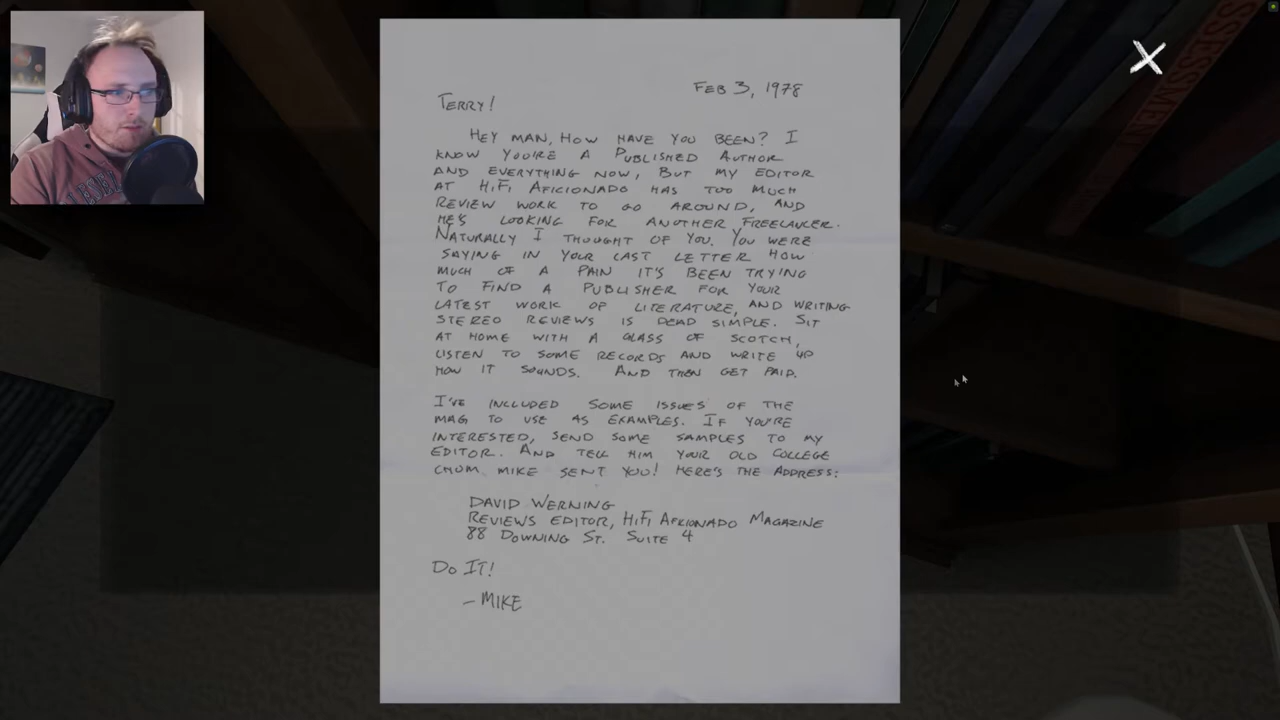 FEB 3, 1978
TERRY!
HEY MAN, HOW HAVE YOU BEEN? I
KNOW YOU'RE A PUBLISHED AUTHOR
AND EVERYTHING NOW, BUT MY EDITOR
AT HIFI AFICIONADO HAS TOO MUCH
REVIEW WORK TO GO AROUND, AND
HE'S LOOKING FOR ANOTHER FREELANCER.
NATURALLY I THOUGHT OF YOU. YOU WERE
SAYING IN YOUR LAST LETTER HOW
MUCH OF A PAIN IT'S BEEN TRYING
TO FIND A PUBLISHER FOR YOUR
LATEST WORK OF LITERATURE, AND WRITING
STEREO REVIEWS IS DEAD SIMPLE. SIT
AT HOME WITH A GLASS OF SCOTCH,
LISTEN TO SOME RECORDS AND WRITE UP
HOW IT SOUNDS. AND THEN GET PAID.
I'VE INCLUDED SOME ISSUES OF THE
MAG TO USE AS EXAMPLES. IF YOU'RE
INTERESTED, SEND SOME SAMPLES TO MY
EDITOR. AND TELL HIM YOUR OLD COLLEGE
CHUM MIKE SENT YOU! HERE'S THE ADDRESS:
DAVID WERNING
REVIEWS EDITOR, HIFI AFICIONADO MAGAZINE
88 DOWNING ST. SUITE 4
DO IT!
- MIKE